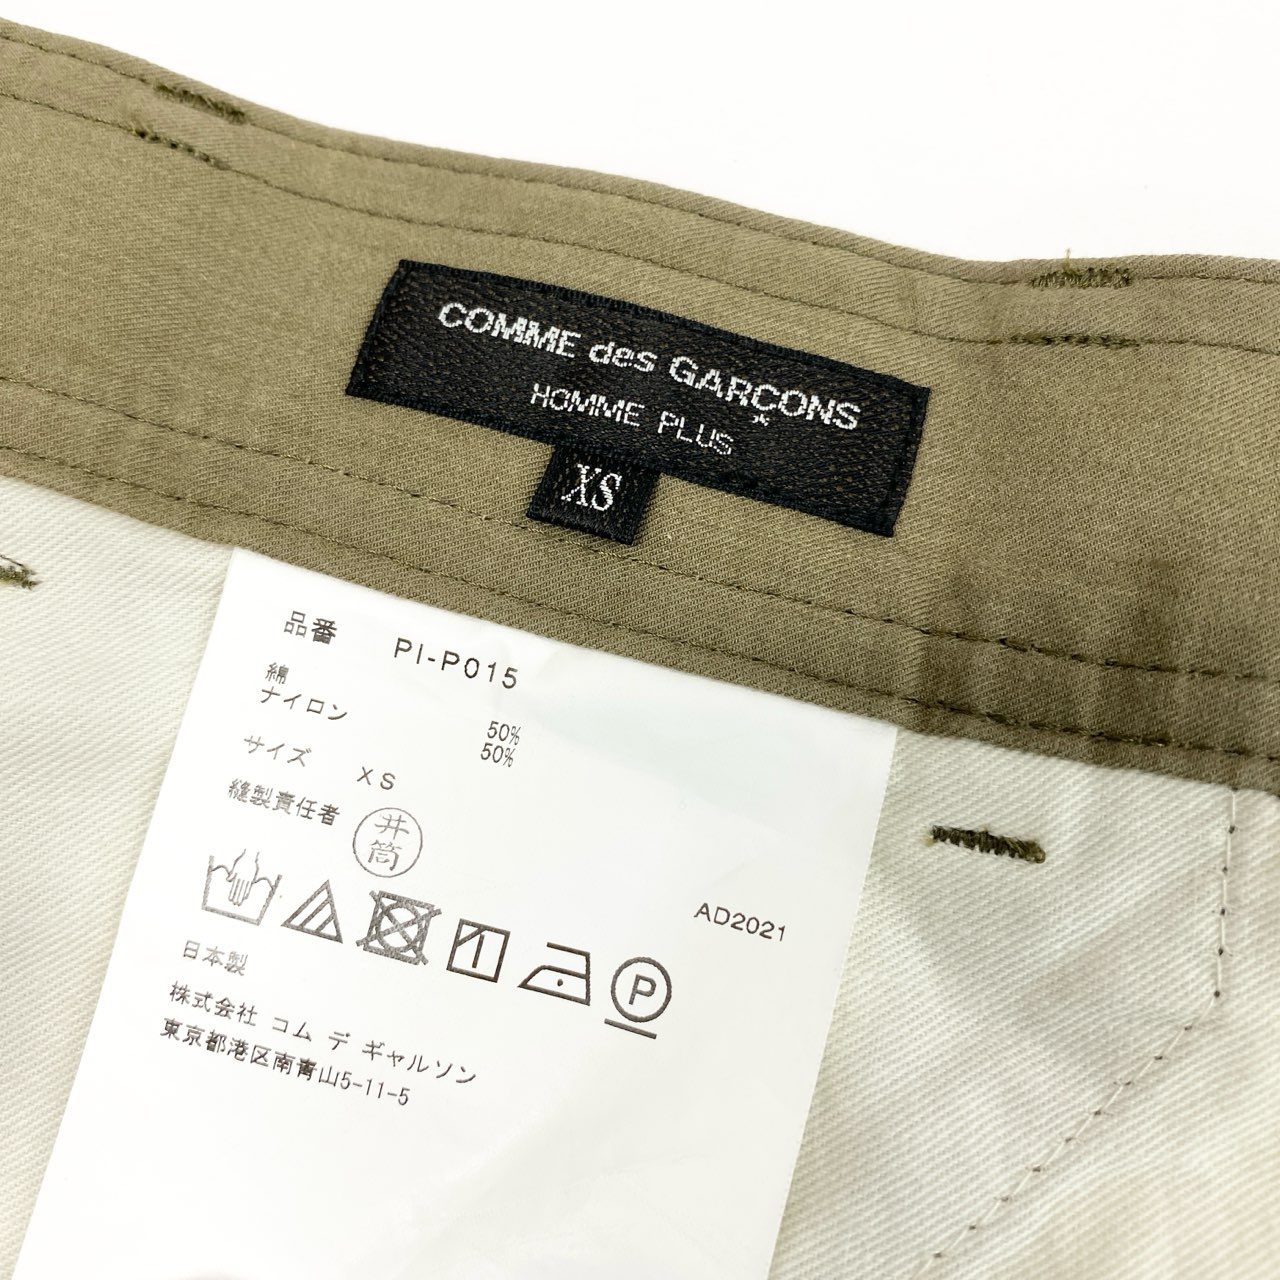 COMME des GARÇONS
HOMME PLUS
XS
品番 PI-P015
綿 50%
ナイロン 50%
サイズ XS
縫製責任者 井筒
AD2021
P
日本製
株式会社 コム デ ギャルソン
東京都港区南青山5-11-5